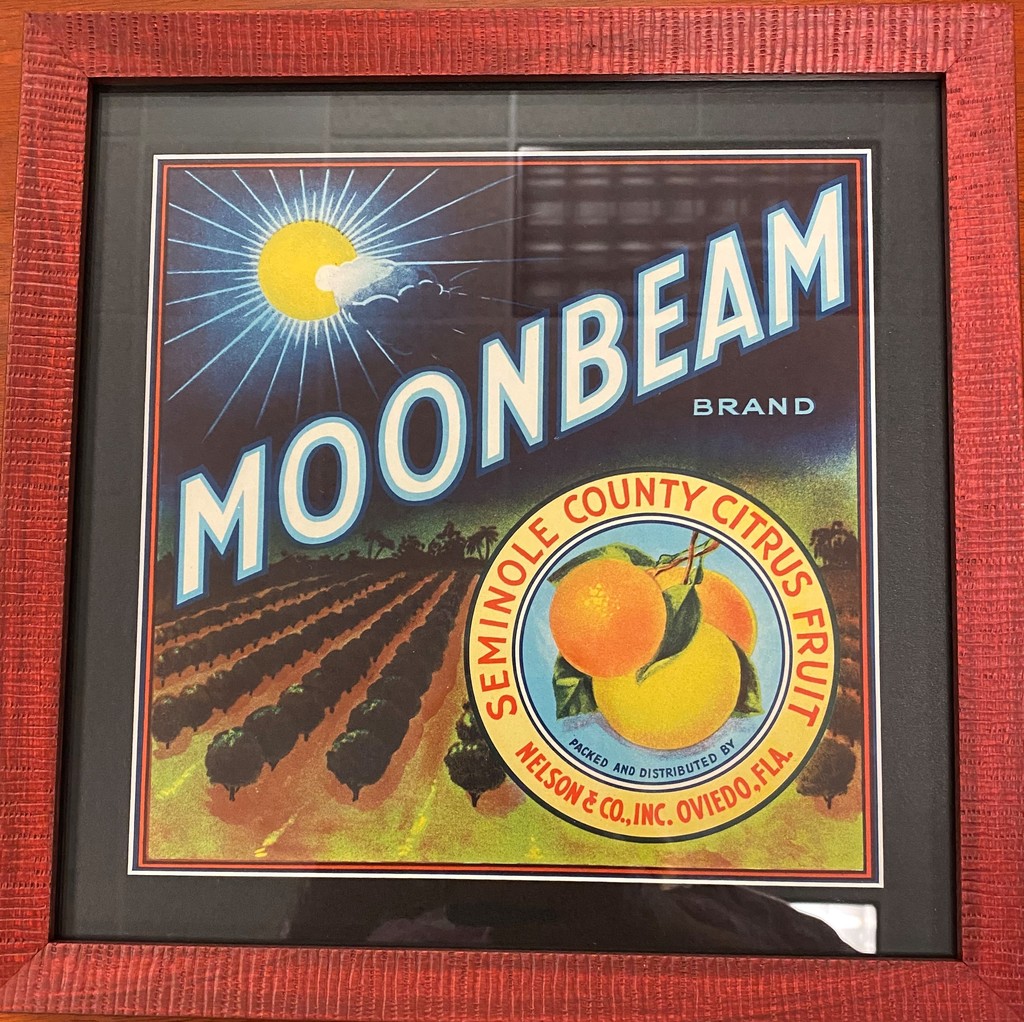 MOONBEAM
BRAND
SEMINOLE COUNTY CITRUS FRUIT
PACKED AND DISTRIBUTED BY
NELSON & CO., INC. OVIEDO, FLA.